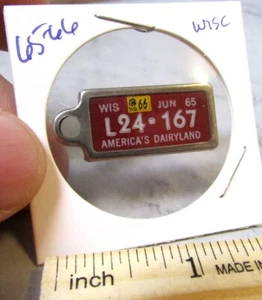 65-66
WISC
WIS 66 JUN 65
L24·167
AMERICA'S DAIRYLAND
inch 1 MADE IN